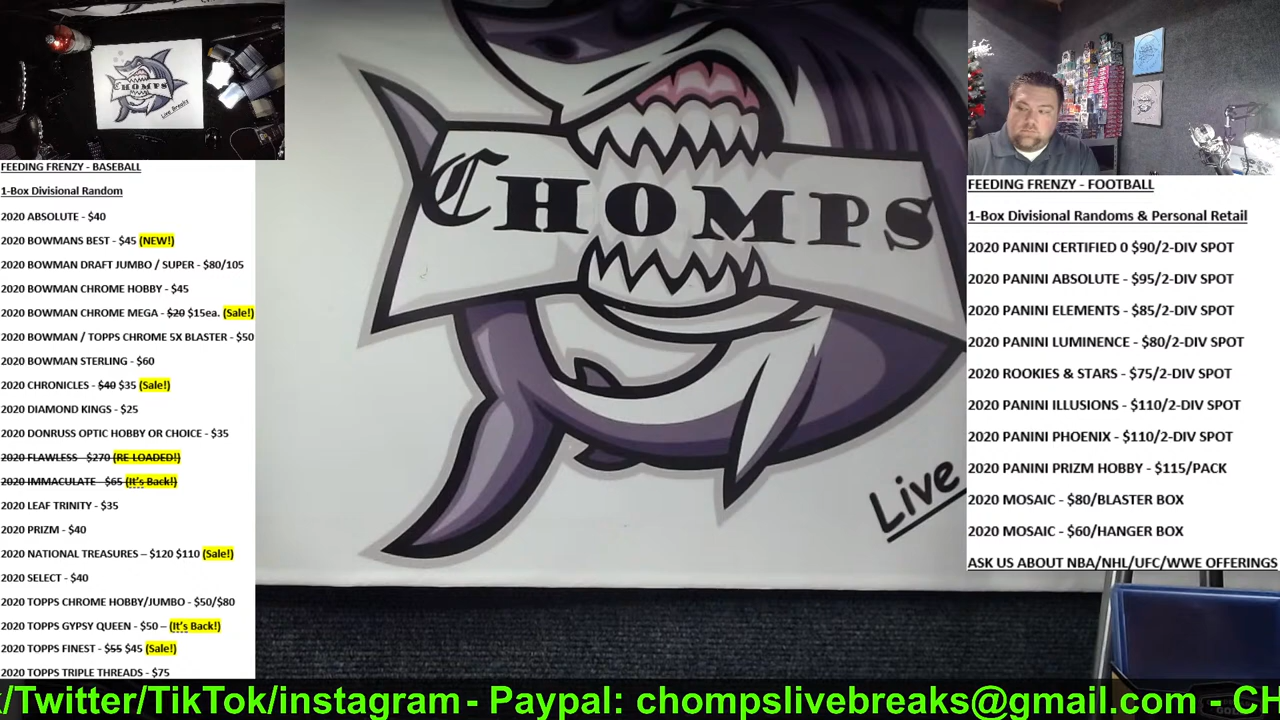 CHOMPS
Live Breaks
FEEDING FRENZY - BASEBALL
1-Box Divisional Random
2020 ABSOLUTE - $40
2020 BOWMANS BEST - $45 (NEW!)
2020 BOWMAN DRAFT JUMBO / SUPER - $80/105
2020 BOWMAN CHROME HOBBY - $45
2020 BOWMAN CHROME MEGA - $20 $15ea. (Sale!)
2020 BOWMAN / TOPPS CHROME 5X BLASTER - $50
2020 BOWMAN STERLING - $60
2020 CHRONICLES - $40 $35 (Sale!)
2020 DIAMOND KINGS - $25
2020 DONRUSS OPTIC HOBBY OR CHOICE - $35
2020 FLAWLESS - $270 (RE-LOADED!)
2020 IMMACULATE - $65 (It's Back!)
2020 LEAF TRINITY - $35
2020 PRIZM - $40
2020 NATIONAL TREASURES – $120 $110 (Sale!)
2020 SELECT - $40
2020 TOPPS CHROME HOBBY/JUMBO - $50/$80
2020 TOPPS GYPSY QUEEN - $50 – (It's Back!)
2020 TOPPS FINEST - $55 $45 (Sale!)
2020 TOPPS TRIPLE THREADS - $75
CHOMPS
Live
FEEDING FRENZY - FOOTBALL
1-Box Divisional Randoms & Personal Retail
2020 PANINI CERTIFIED 0 $90/2-DIV SPOT
2020 PANINI ABSOLUTE - $95/2-DIV SPOT
2020 PANINI ELEMENTS - $85/2-DIV SPOT
2020 PANINI LUMINENCE - $80/2-DIV SPOT
2020 ROOKIES & STARS - $75/2-DIV SPOT
2020 PANINI ILLUSIONS - $110/2-DIV SPOT
2020 PANINI PHOENIX - $110/2-DIV SPOT
2020 PANINI PRIZM HOBBY - $115/PACK
2020 MOSAIC - $80/BLASTER BOX
2020 MOSAIC - $60/HANGER BOX
ASK US ABOUT NBA/NHL/UFC/WWE OFFERINGS
/Twitter/TikTok/instagram - Paypal: chompslivebreaks@gmail.com - CH